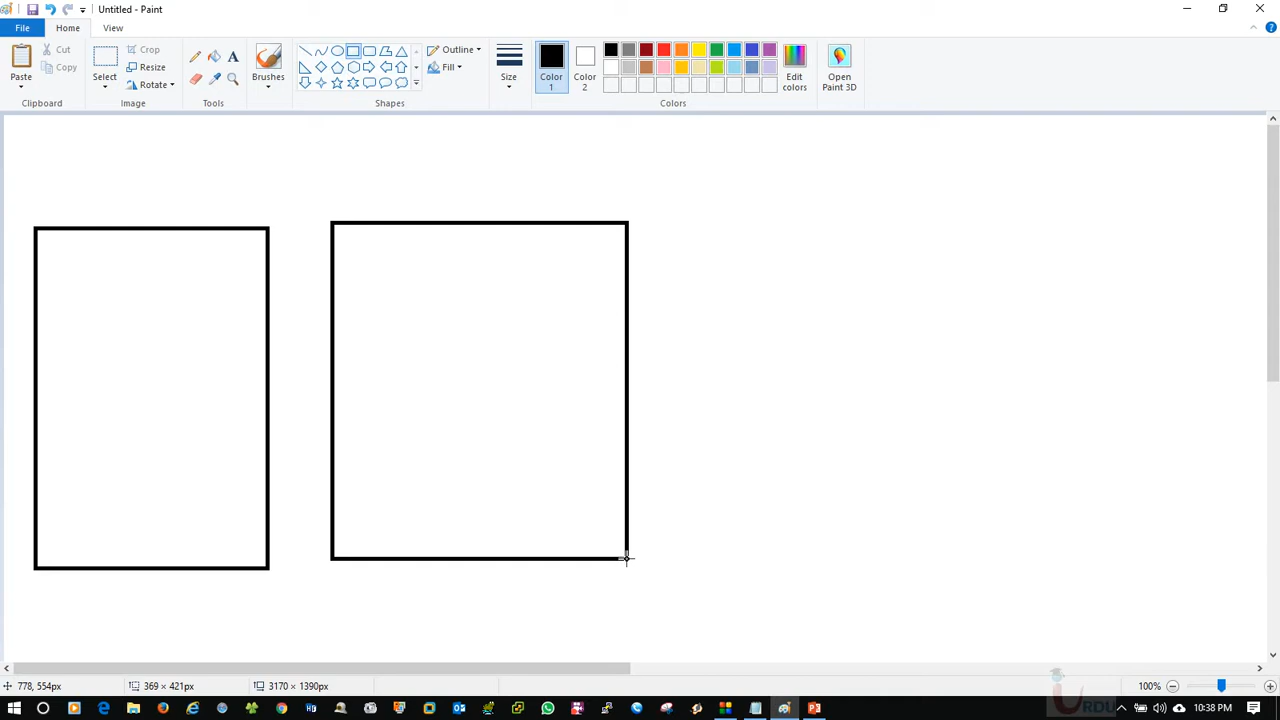 Untitled - Paint
File Home View
Paste
Cut
Copy
Clipboard
Select
Crop
Resize
Rotate
Image
Tools
Brushes
Outline
Fill
Shapes
Size
Color 1
Color 2
Edit colors
Colors
Open Paint 3D
778, 554px
369 × 421px
3170 × 1390px
100%
URDU
10:38 PM